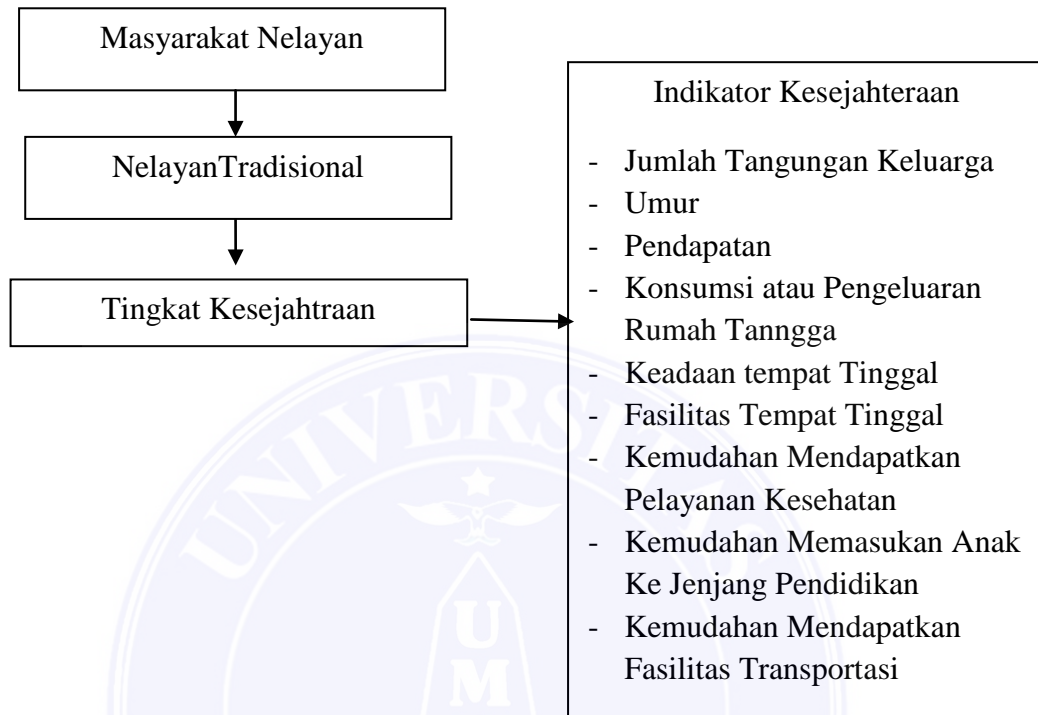 Masyarakat Nelayan
NelayanTradisional
Tingkat Kesejahtraan
Indikator Kesejahteraan
- Jumlah Tangungan Keluarga
- Umur
- Pendapatan
- Konsumsi atau Pengeluaran
Rumah Tanngga
- Keadaan tempat Tinggal
- Fasilitas Tempat Tinggal
- Kemudahan Mendapatkan
Pelayanan Kesehatan
- Kemudahan Memasukan Anak
Ke Jenjang Pendidikan
- Kemudahan Mendapatkan
Fasilitas Transportasi
UNIVERSITAS
U
M